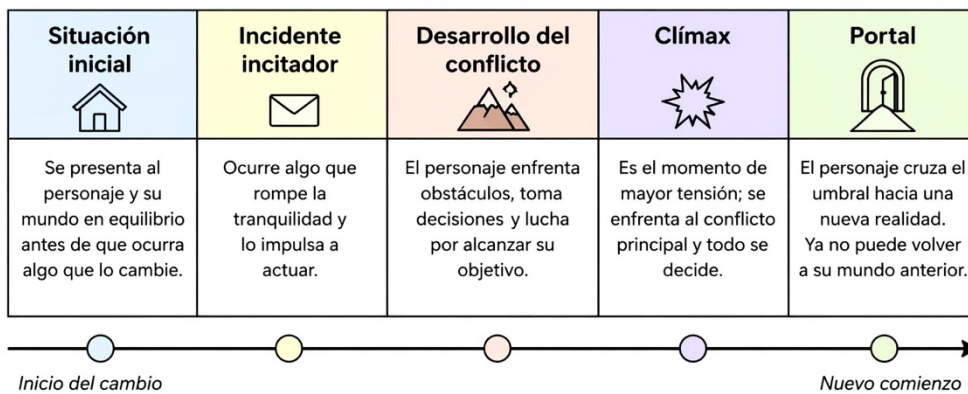 Situación
inicial
Incidente
incitador
Desarrollo del
conflicto
Clímax
Portal
Se presenta al
personaje y su
mundo en equilibrio
antes de que ocurra
algo que lo cambie.
Ocurre algo que
rompe la
tranquilidad y
lo impulsa a
actuar.
El personaje enfrenta
obstáculos, toma
decisiones y lucha
por alcanzar su
objetivo.
Es el momento de
mayor tensión; se
enfrenta al conflicto
principal y todo se
decide.
El personaje cruza el
umbral hacia una
nueva realidad.
Ya no puede volver
a su mundo anterior.
Inicio del cambio
Nuevo comienzo